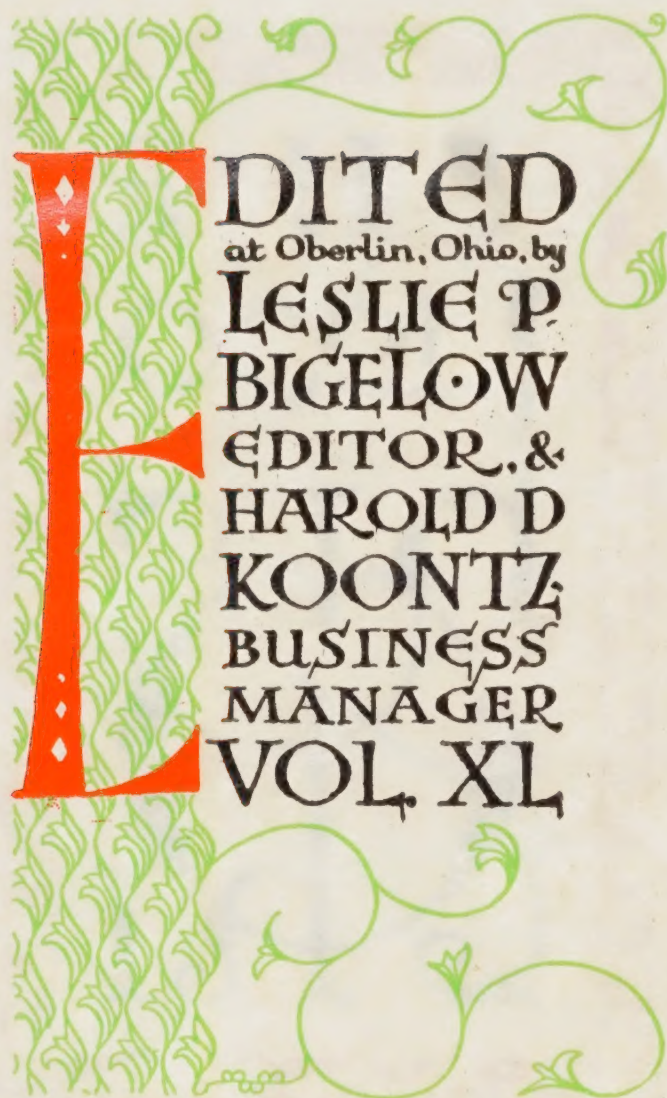 EDITED
at Oberlin, Ohio, by
LESLIE P.
BIGELOW
EDITOR, &
HAROLD D
KOONTZ
BUSINESS
MANAGER
VOL. XL